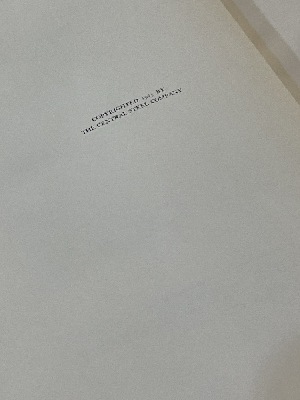 COPYRIGHTED BY
THE CENTRAL STEEL COMPANY